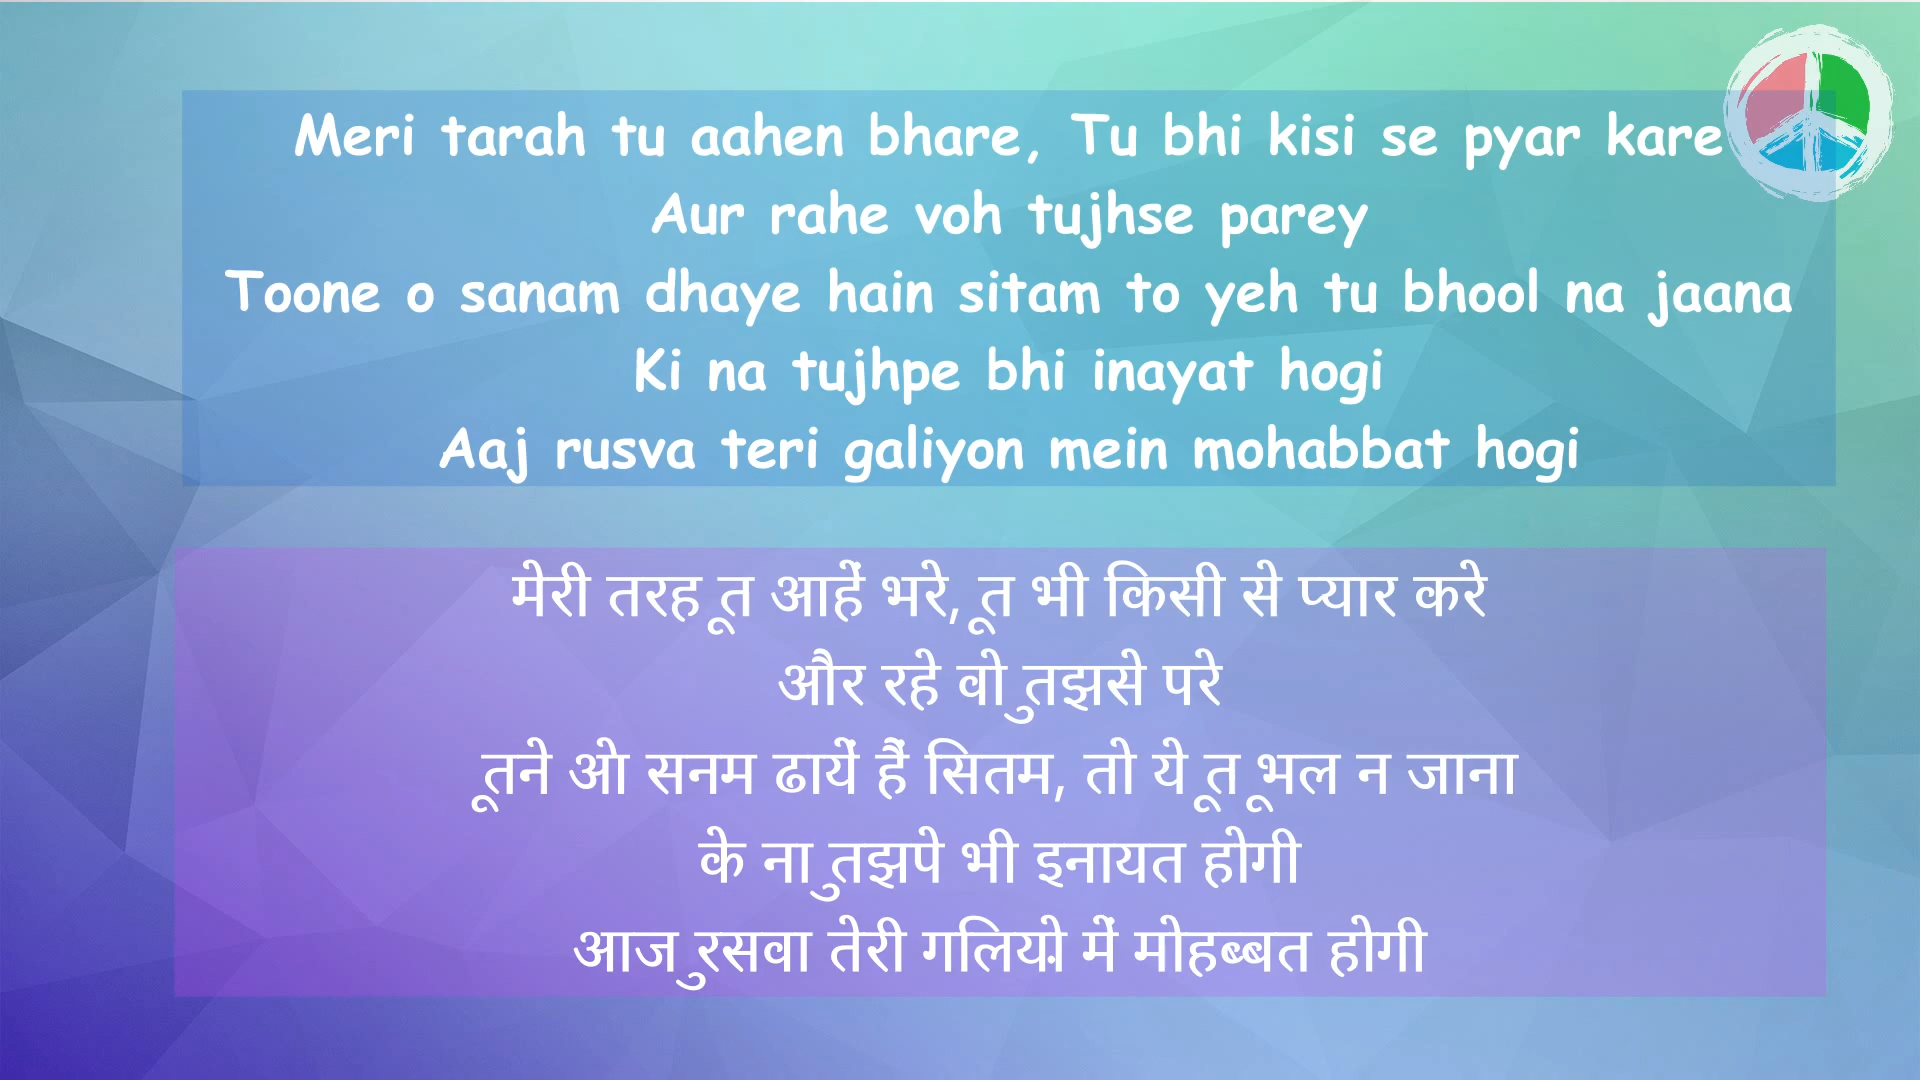 Meri tarah tu aahen bhare, Tu bhi kisi se pyar kare
Aur rahe voh tujhse parey
Toone o sanam dhaye hain sitam to yeh tu bhool na jaana
Ki na tujhpe bhi inayat hogi
Aaj rusva teri galiyon mein mohabbat hogi
मेरी तरह तू आहें भरे, तू भी किसी से प्यार करे
और रहे वो तुझसे परे
तूने ओ सनम ढायें हैं सितम, तो ये तू भूल न जाना
के ना तुझपे भी इनायत होगी
आज रुसवा तेरी गलियों में मोहब्बत होगी